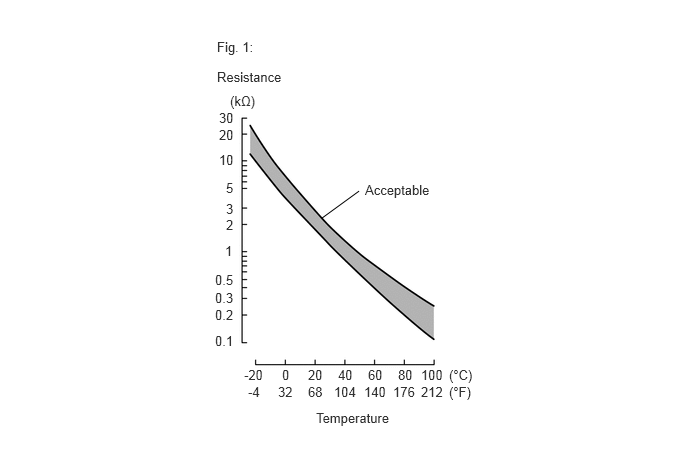 Fig. 1:
Resistance
(kΩ)
30
20
10
5
3
2
1
0.5
0.3
0.2
0.1
Acceptable
-20 0 20 40 60 80 100 (°C)
-4 32 68 104 140 176 212 (°F)
Temperature